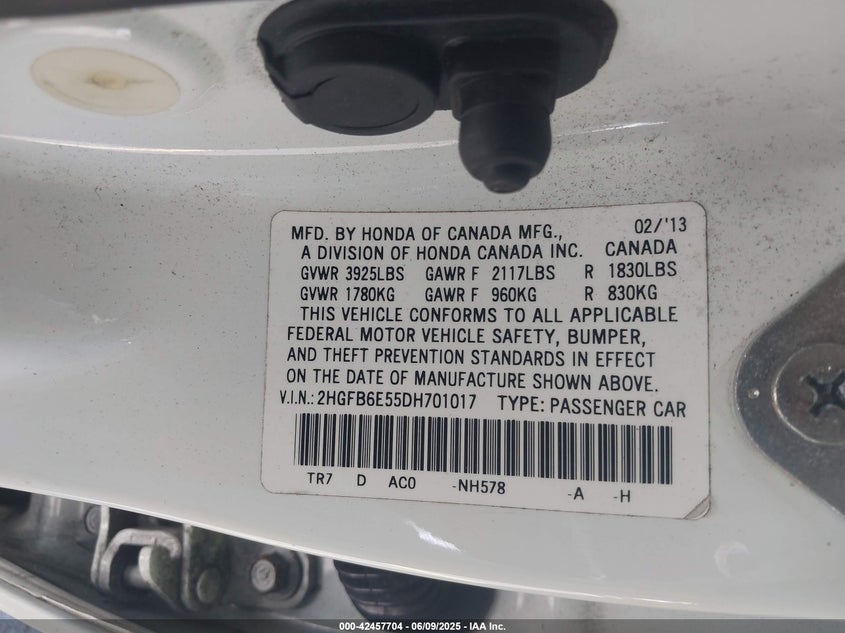 MFD. BY HONDA OF CANADA MFG., 02/'13
A DIVISION OF HONDA CANADA INC. CANADA
GVWR 3925LBS GAWR F 2117LBS R 1830LBS
GVWR 1780KG GAWR F 960KG R 830KG
THIS VEHICLE CONFORMS TO ALL APPLICABLE
FEDERAL MOTOR VEHICLE SAFETY, BUMPER,
AND THEFT PREVENTION STANDARDS IN EFFECT
ON THE DATE OF MANUFACTURE SHOWN ABOVE.
V.I.N.: 2HGFB6E55DH701017 TYPE: PASSENGER CAR
TR7 D AC0 -NH578 -A -H
000-42457704 - 06/09/2025 - IAA Inc.